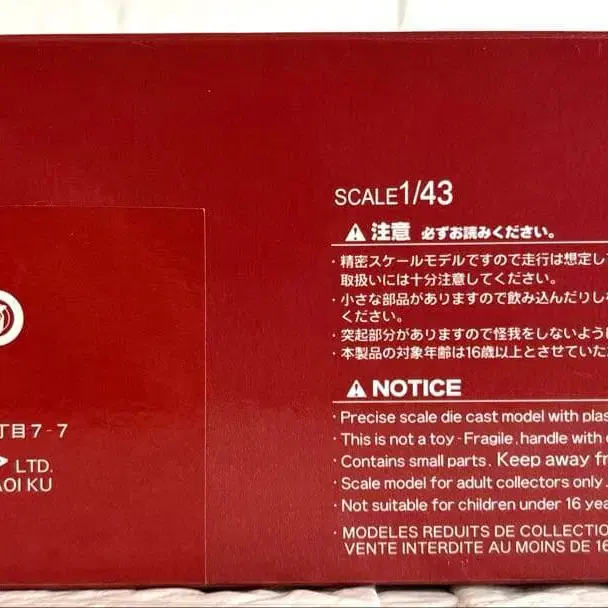 SCALE1/43
⚠ 注意 必ずお読みください。
・精密スケールモデルですので走行は想定し
取扱いには十分注意してください。
・小さな部品がありますので飲み込んだりし
ください。
・突起部分がありますので怪我をしないよう
・本製品の対象年齢は16歳以上とさせていた
⚠ NOTICE
・Precise scale die cast model with plas
・This is not a toy-Fragile, handle with
・Contains small parts. Keep away fr
・Scale model for adult collectors only.
・Not suitable for children under 16 yea
・MODELES REDUITS DE COLLECTIO
VENTE INTERDITE AU MOINS DE 16
丁目7-7
LTD.
AOI KU